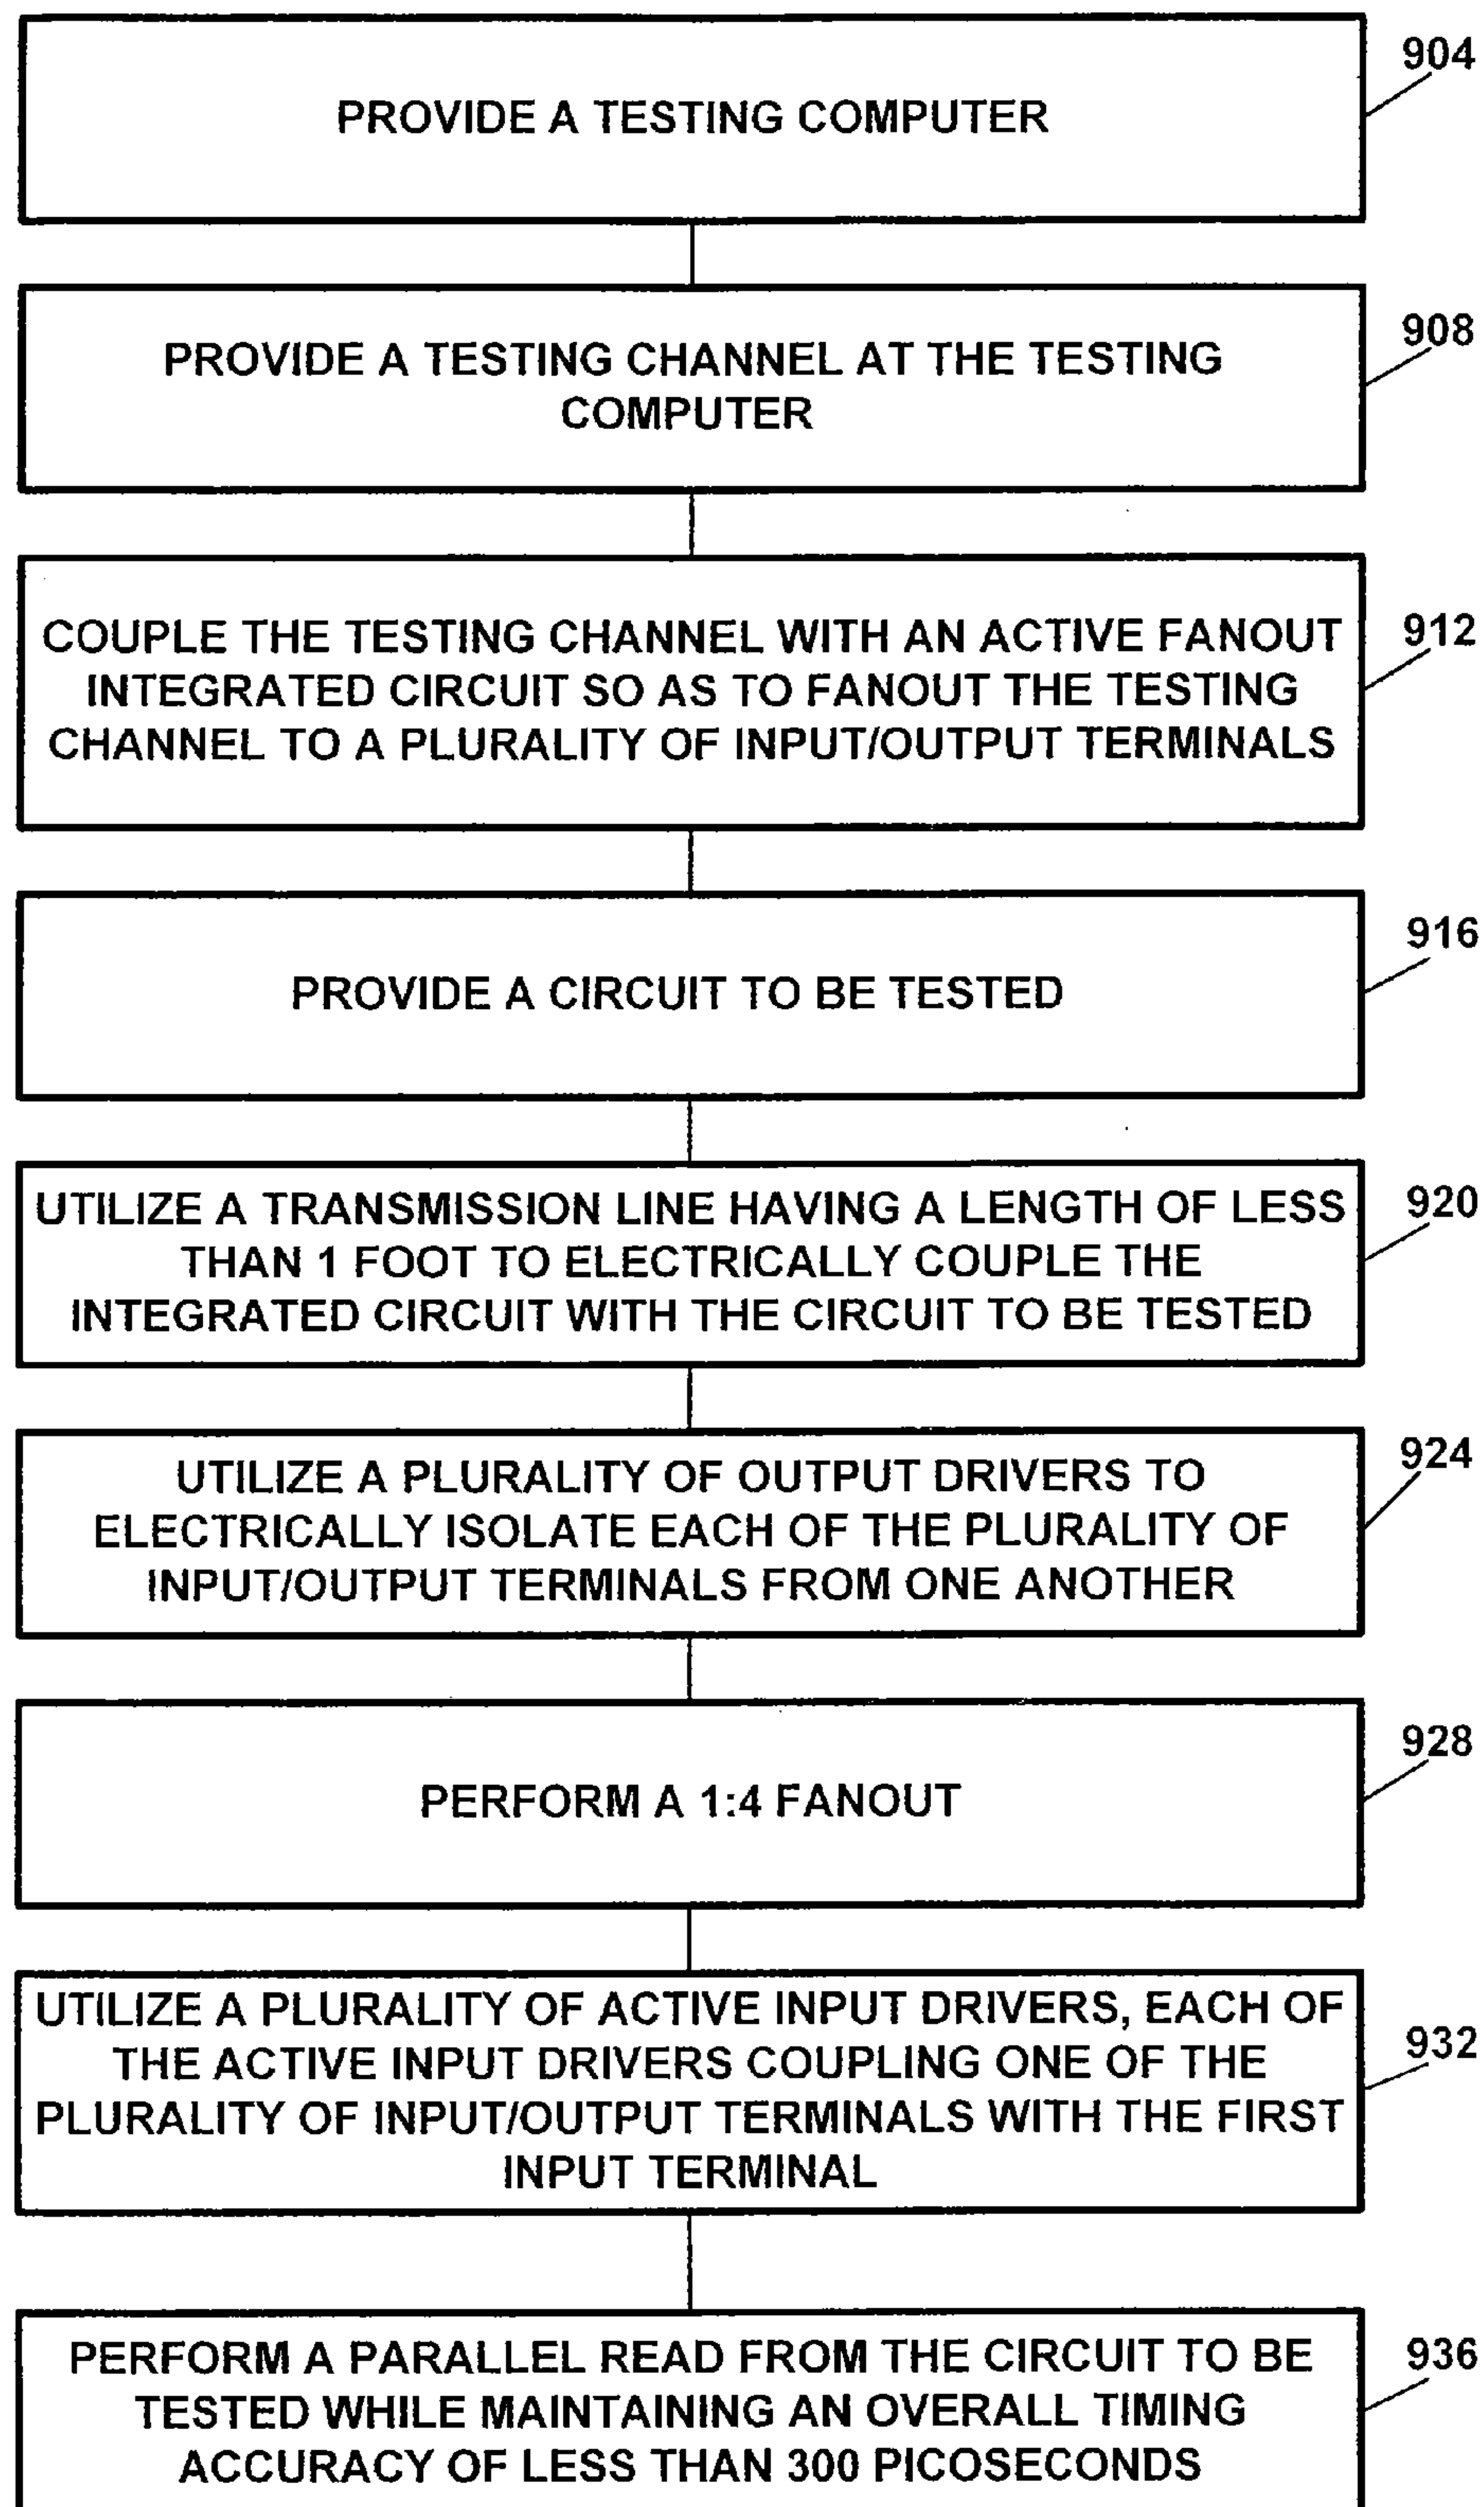 904
PROVIDE A TESTING COMPUTER
908
PROVIDE A TESTING CHANNEL AT THE TESTING
COMPUTER
912
COUPLE THE TESTING CHANNEL WITH AN ACTIVE FANOUT
INTEGRATED CIRCUIT SO AS TO FANOUT THE TESTING
CHANNEL TO A PLURALITY OF INPUT/OUTPUT TERMINALS
916
PROVIDE A CIRCUIT TO BE TESTED
920
UTILIZE A TRANSMISSION LINE HAVING A LENGTH OF LESS
THAN 1 FOOT TO ELECTRICALLY COUPLE THE
INTEGRATED CIRCUIT WITH THE CIRCUIT TO BE TESTED
924
UTILIZE A PLURALITY OF OUTPUT DRIVERS TO
ELECTRICALLY ISOLATE EACH OF THE PLURALITY OF
INPUT/OUTPUT TERMINALS FROM ONE ANOTHER
928
PERFORM A 1:4 FANOUT
932
UTILIZE A PLURALITY OF ACTIVE INPUT DRIVERS, EACH OF
THE ACTIVE INPUT DRIVERS COUPLING ONE OF THE
PLURALITY OF INPUT/OUTPUT TERMINALS WITH THE FIRST
INPUT TERMINAL
936
PERFORM A PARALLEL READ FROM THE CIRCUIT TO BE
TESTED WHILE MAINTAINING AN OVERALL TIMING
ACCURACY OF LESS THAN 300 PICOSECONDS